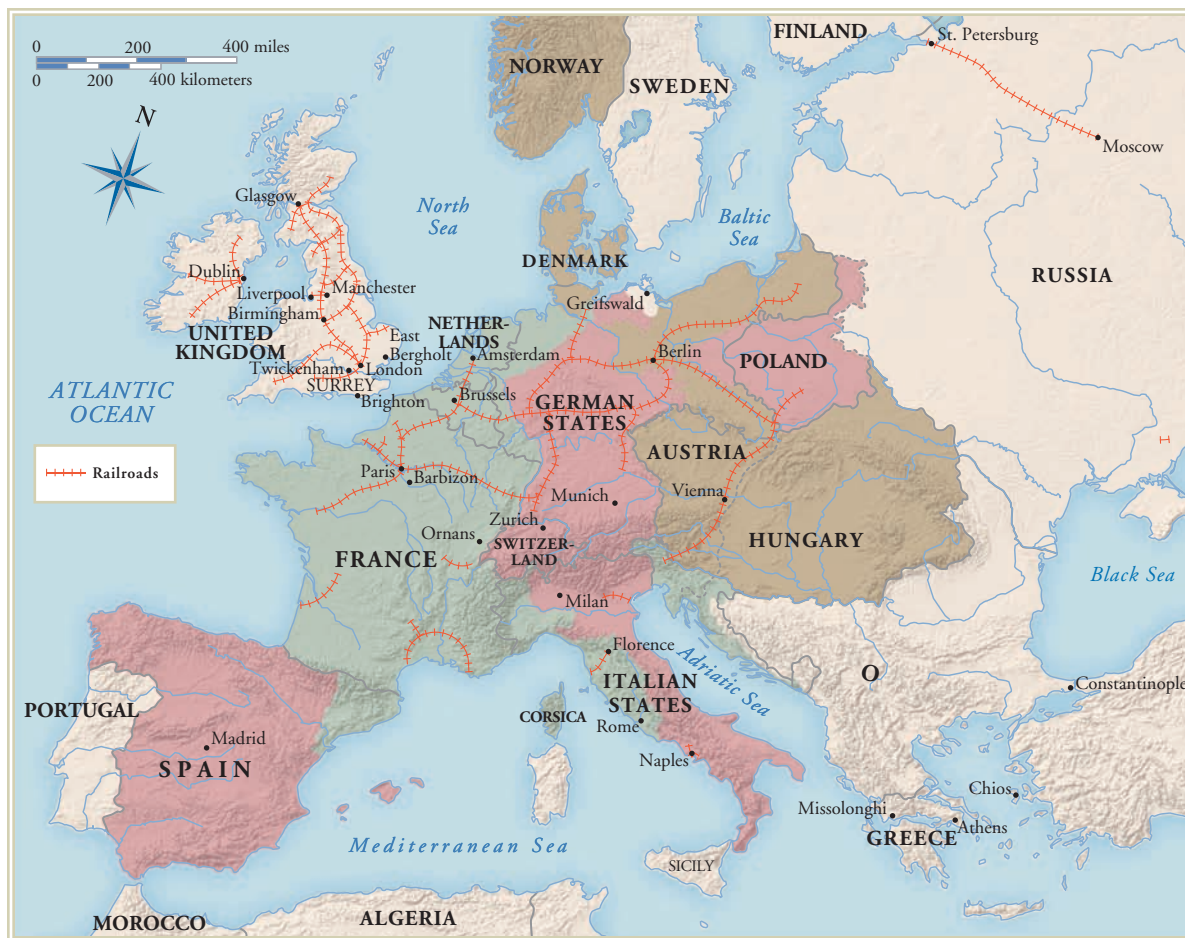 0 200 400 miles
0 200 400 kilometers
N
NORWAY
SWEDEN
FINLAND
St. Petersburg
Moscow
Glasgow
North
Sea
Baltic
Sea
DENMARK
RUSSIA
Dublin
Liverpool
Manchester
Birmingham
UNITED
KINGDOM
East
Bergholt
Twickenham
London
SURREY
Brighton
NETHER-
LANDS
Amsterdam
Greifswald
Berlin
POLAND
ATLANTIC
OCEAN
Brussels
GERMAN
STATES
AUSTRIA
Railroads
Paris
Barbizon
Munich
Vienna
Ornans
Zurich
SWITZER-
LAND
FRANCE
HUNGARY
Black Sea
Milan
Florence
Adriatic Sea
ITALIAN
STATES
O
Constantinople
PORTUGAL
CORSICA
Rome
Madrid
SPAIN
Naples
Chios
Missolonghi
Athens
GREECE
Mediterranean Sea
SICILY
MOROCCO
ALGERIA